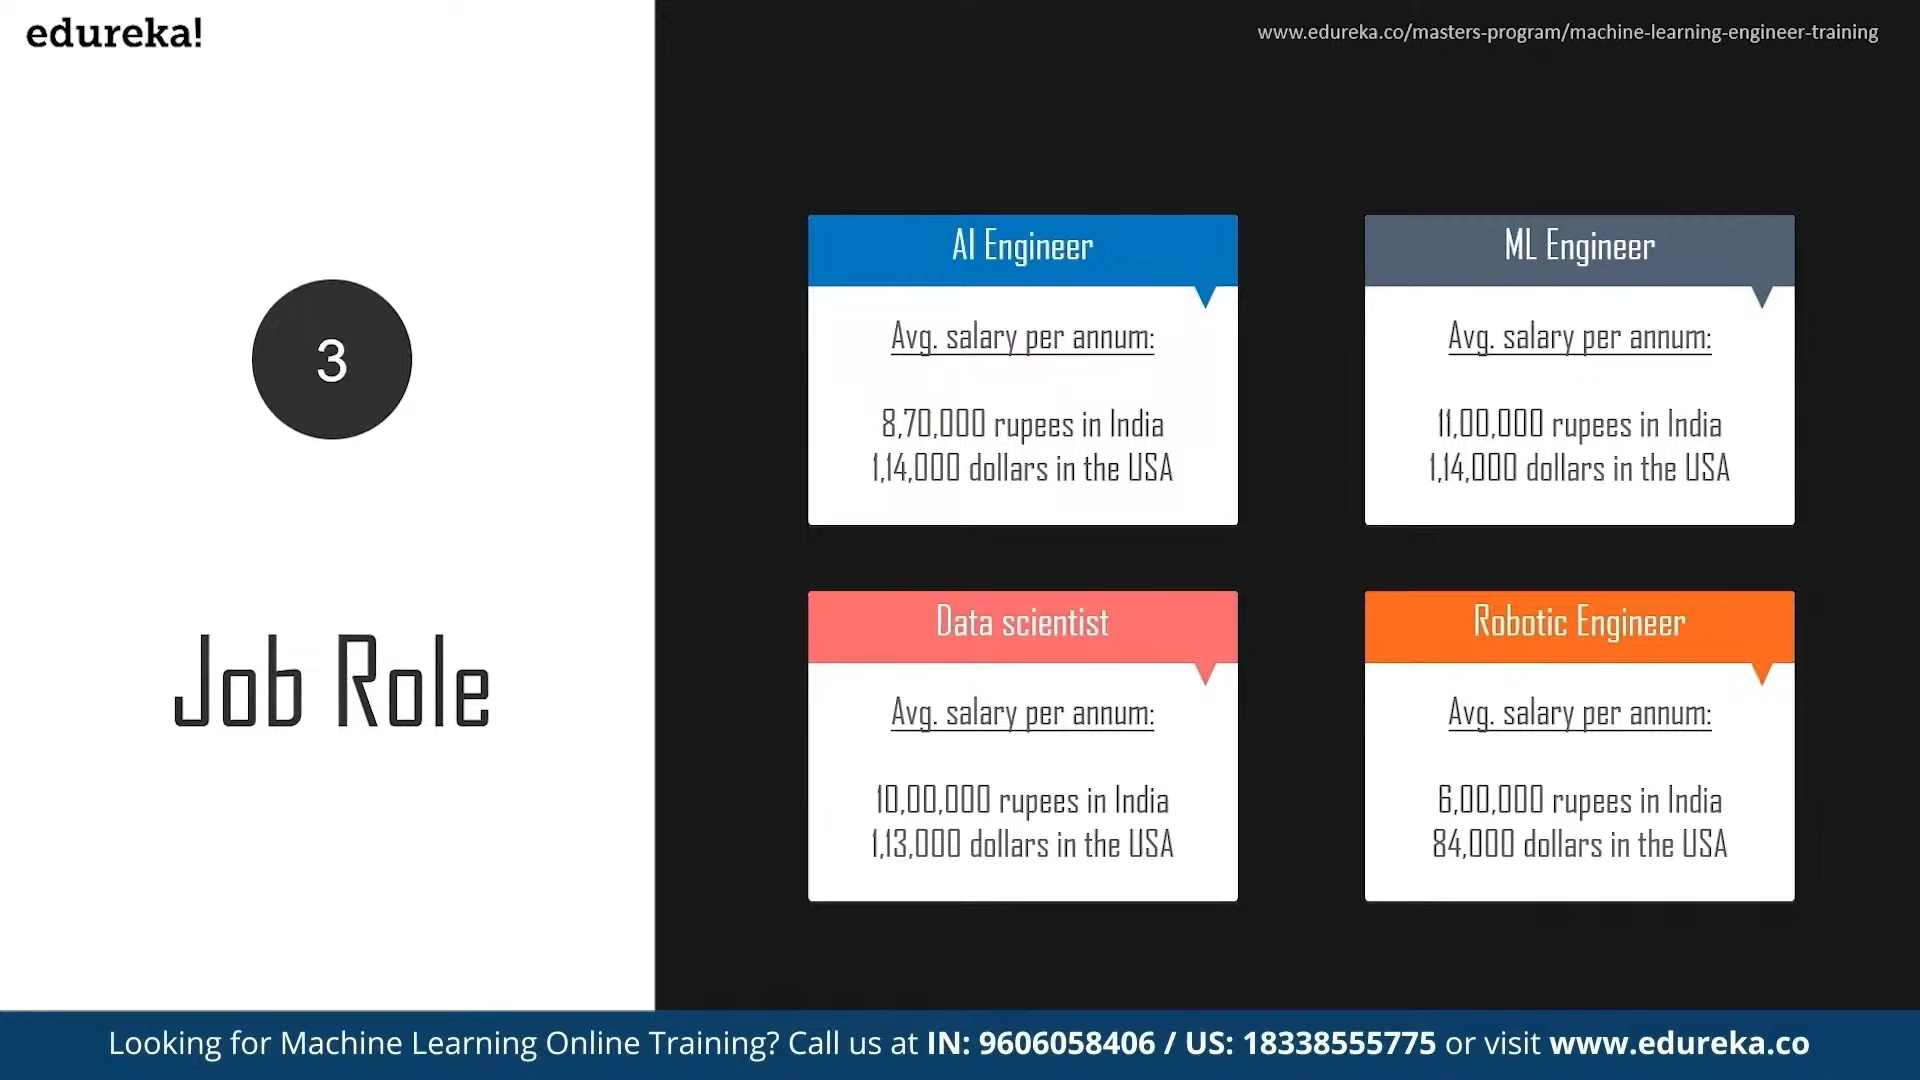 edureka!
www.edureka.co/masters-program/machine-learning-engineer-training
3
Job Role
AI Engineer
Avg. salary per annum:
8,70,000 rupees in India
1,14,000 dollars in the USA
ML Engineer
Avg. salary per annum:
11,00,000 rupees in India
1,14,000 dollars in the USA
Data scientist
Avg. salary per annum:
10,00,000 rupees in India
1,13,000 dollars in the USA
Robotic Engineer
Avg. salary per annum:
6,00,000 rupees in India
84,000 dollars in the USA
Looking for Machine Learning Online Training? Call us at IN: 9606058406 / US: 18338555775 or visit www.edureka.co